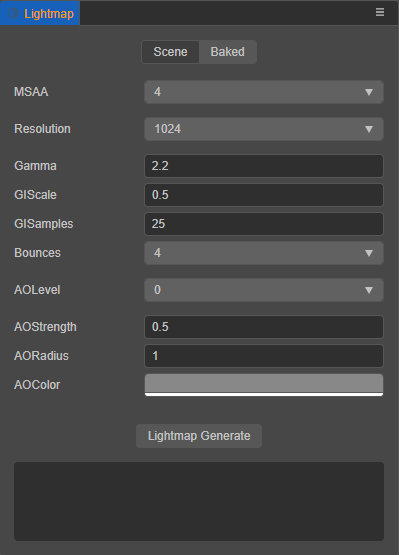 Lightmap
Scene Baked
MSAA 4
Resolution 1024
Gamma 2.2
GIScale 0.5
GISamples 25
Bounces 4
AOLevel 0
AOStrength 0.5
AORadius 1
AOColor
Lightmap Generate